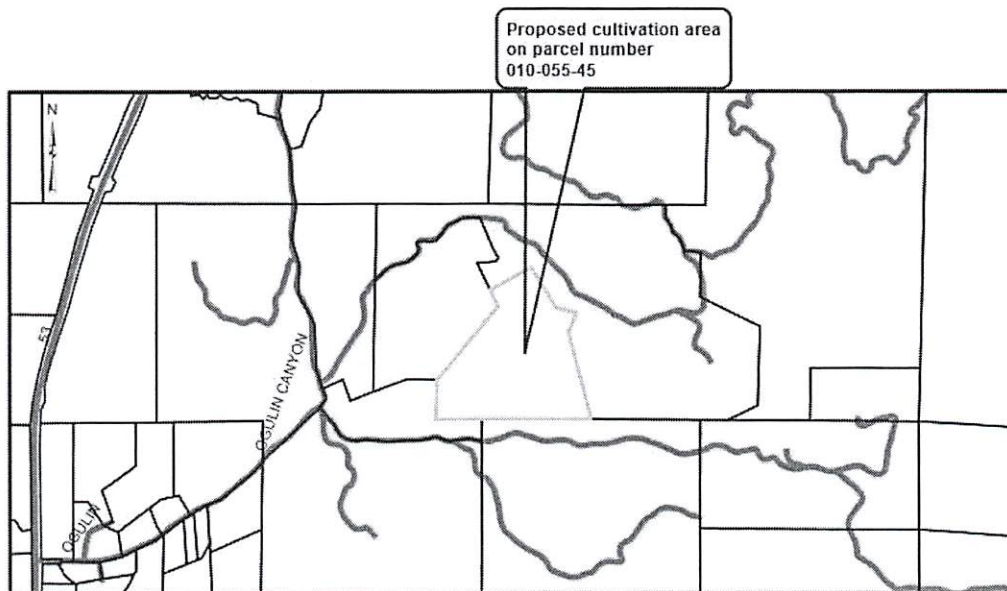 Proposed cultivation area
on parcel number
010-055-45
N
53
OGULIN CANYON
OGULIN